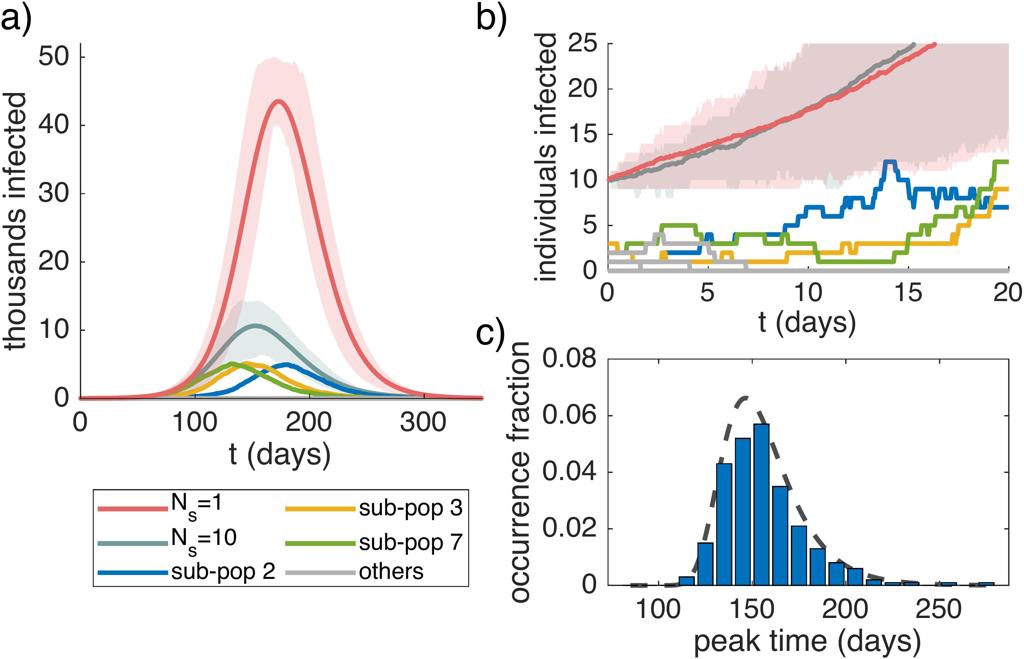 a)
50
40
30
20
10
0
thousands infected
0 100 200 300
t (days)
N_s=1
N_s=10
sub-pop 2
sub-pop 3
sub-pop 7
others
b)
25
20
15
10
5
0
individuals infected
0 5 10 15 20
t (days)
c)
0.08
0.06
0.04
0.02
0
occurrence fraction
100 150 200 250
peak time (days)